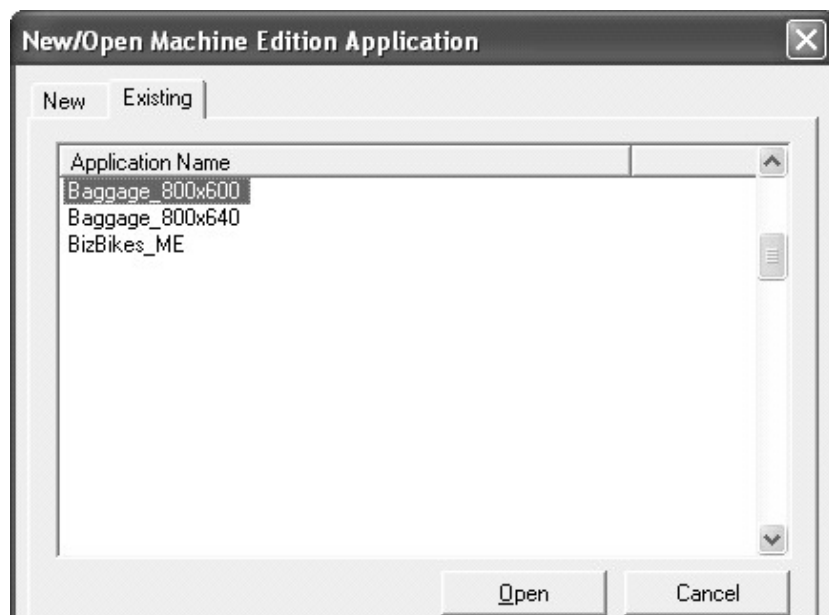 New/Open Machine Edition Application
New Existing
Application Name
Baggage_800x600
Baggage_800x640
BizBikes_ME
Open Cancel